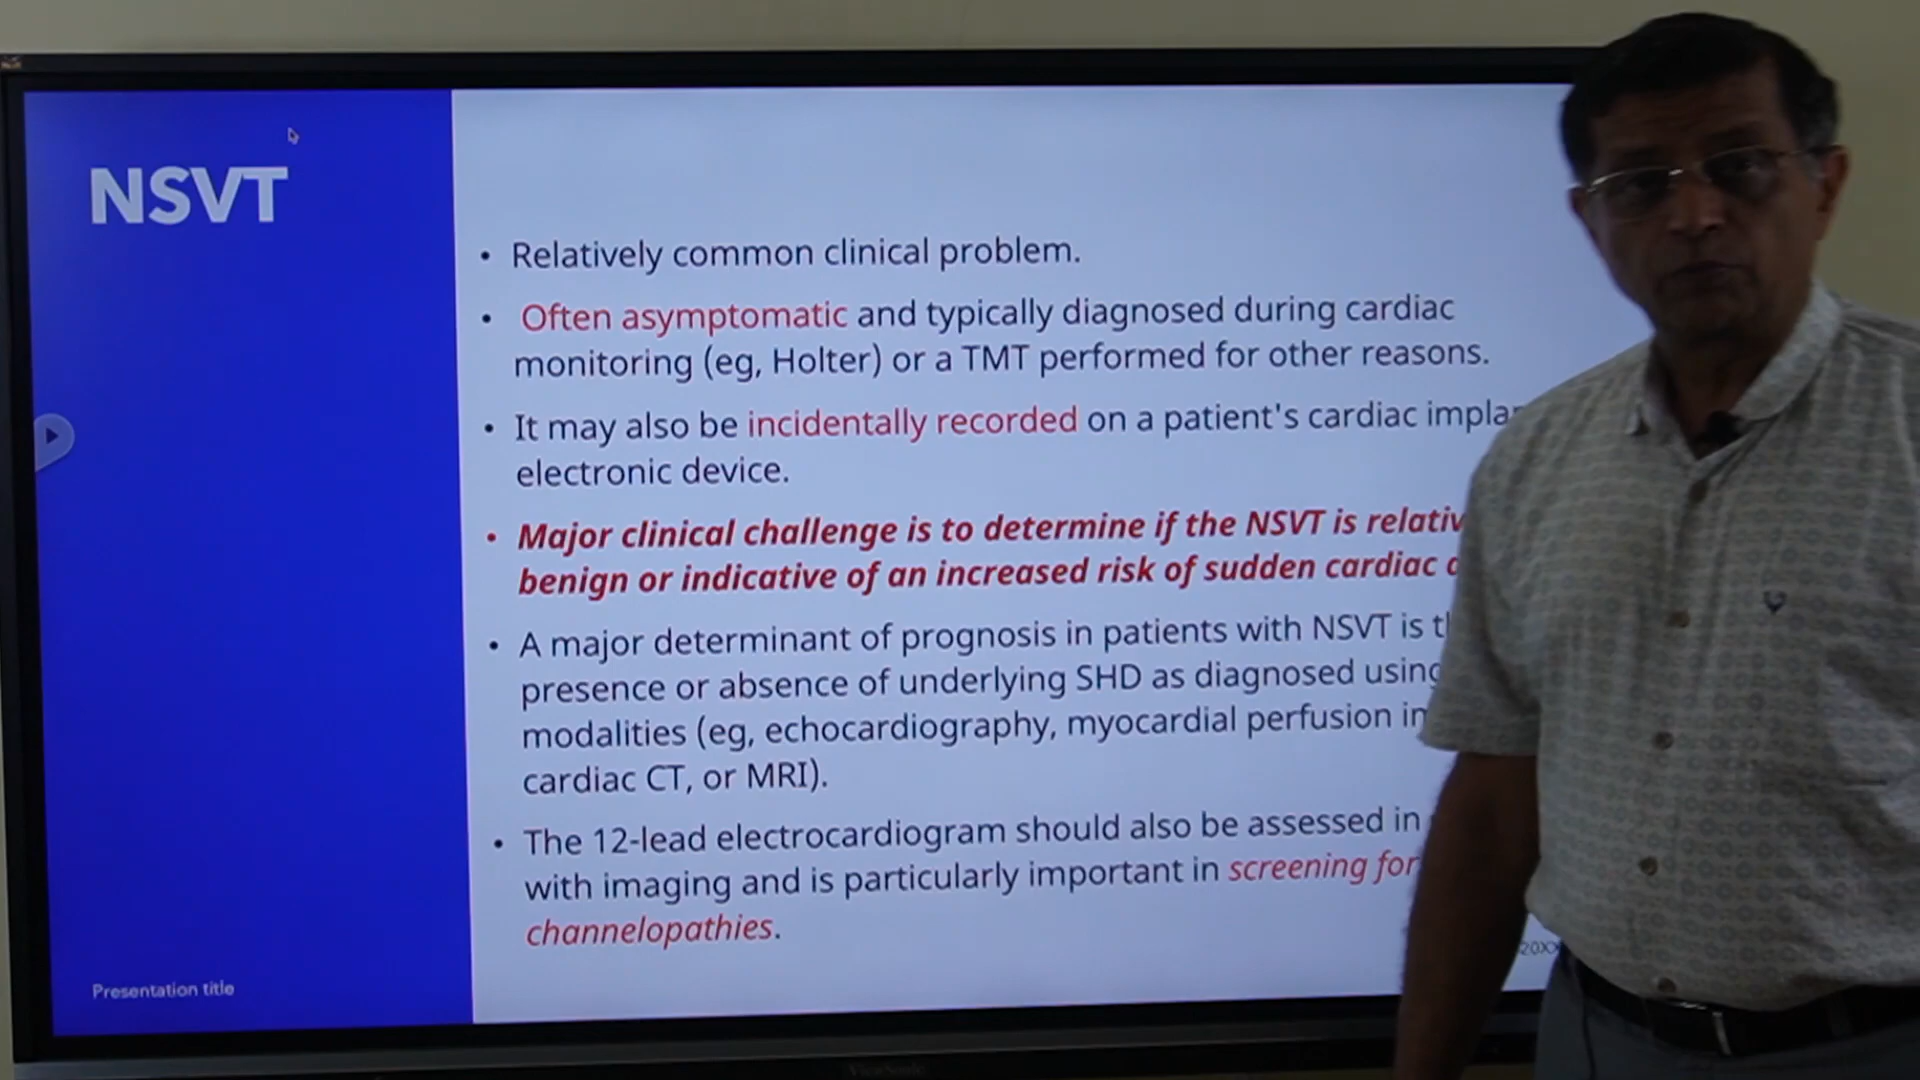 NSVT
• Relatively common clinical problem.
• Often asymptomatic and typically diagnosed during cardiac
monitoring (eg, Holter) or a TMT performed for other reasons.
• It may also be incidentally recorded on a patient's cardiac
electronic device.
• Major clinical challenge is to determine if the NSVT is
benign or indicative of an increased risk of sudden cardiac
• A major determinant of prognosis in patients with NSVT is
presence or absence of underlying SHD as diagnosed using
modalities (eg, echocardiography, myocardial perfusion
cardiac CT, or MRI).
• The 12-lead electrocardiogram should also be assessed in
with imaging and is particularly important in screening for
channelopathies.
Presentation title
ViewSonic